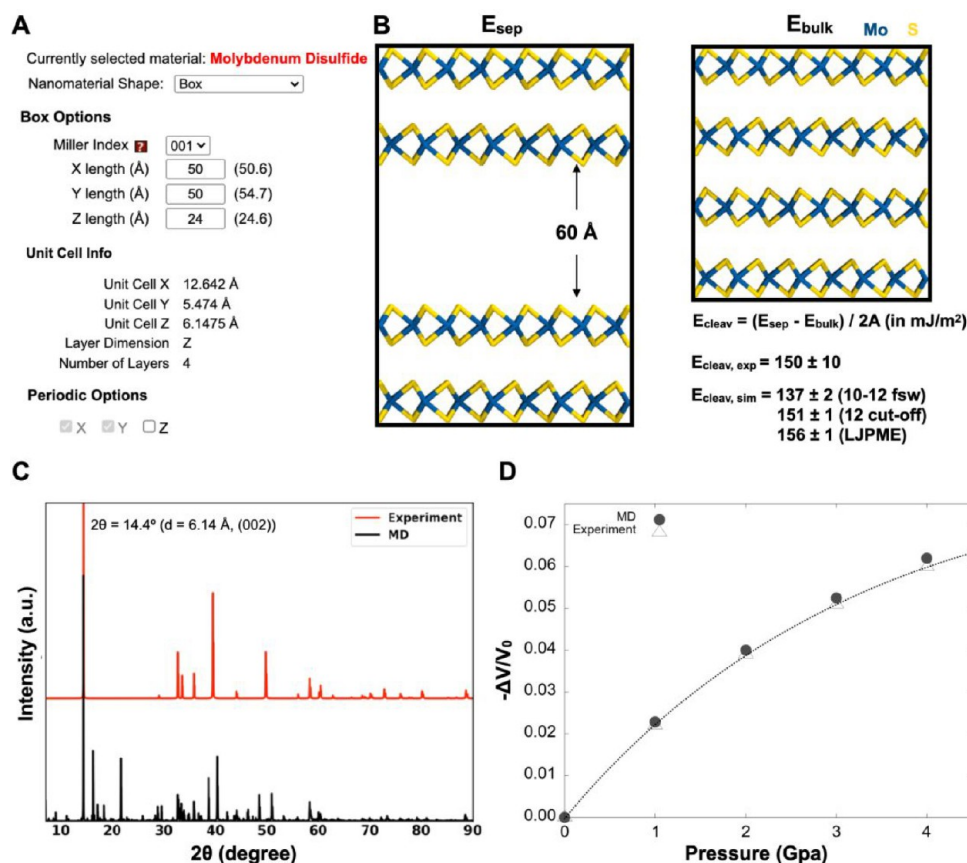 A
Currently selected material: Molybdenum Disulfide
Nanomaterial Shape: Box
Box Options
Miller Index ? 001
X length (Å) 50 (50.6)
Y length (Å) 50 (54.7)
Z length (Å) 24 (24.6)
Unit Cell Info
Unit Cell X 12.642 Å
Unit Cell Y 5.474 Å
Unit Cell Z 6.1475 Å
Layer Dimension Z
Number of Layers 4
Periodic Options
X Y Z
B
Esep
60 Å
Ebulk Mo S
Ecleav = (Esep - Ebulk) / 2A (in mJ/m²)
Ecleav, exp = 150 ± 10
Ecleav, sim = 137 ± 2 (10-12 fsw)
151 ± 1 (12 cut-off)
156 ± 1 (LJPME)
C
2θ = 14.4º (d = 6.14 Å, (002))
Experiment
MD
Intensity (a.u.)
10 20 30 40 50 60 70 80 90
2θ (degree)
D
MD
Experiment
-ΔV/V0
0.07
0.06
0.05
0.04
0.03
0.02
0.01
0.00
0 1 2 3 4
Pressure (Gpa)